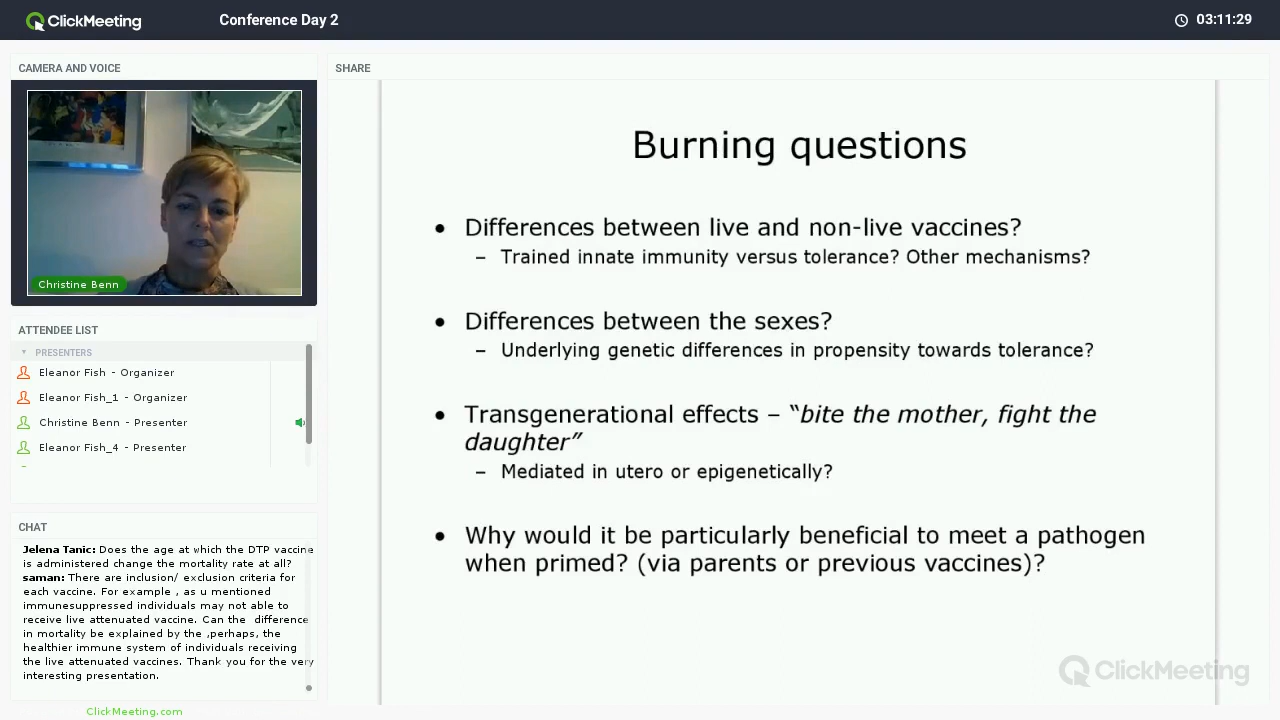 ClickMeeting
Conference Day 2
03:11:29
CAMERA AND VOICE
Christine Benn
ATTENDEE LIST
PRESENTERS
Eleanor Fish - Organizer
Eleanor Fish_1 - Organizer
Christine Benn - Presenter
Eleanor Fish_4 - Presenter
CHAT
Jelena Tanic: Does the age at which the DTP vaccine
is administered change the mortality rate at all?
saman: There are inclusion/ exclusion criteria for
each vaccine. For example , as u mentioned
immunesuppressed individuals may not able to
receive live attenuated vaccine. Can the difference
in mortality be explained by the ,perhaps, the
healthier immune system of individuals receiving
the live attenuated vaccines. Thank you for the very
interesting presentation.
ClickMeeting.com
SHARE
Burning questions
• Differences between live and non-live vaccines?
– Trained innate immunity versus tolerance? Other mechanisms?
• Differences between the sexes?
– Underlying genetic differences in propensity towards tolerance?
• Transgenerational effects – “bite the mother, fight the
daughter”
– Mediated in utero or epigenetically?
• Why would it be particularly beneficial to meet a pathogen
when primed? (via parents or previous vaccines)?
ClickMeeting